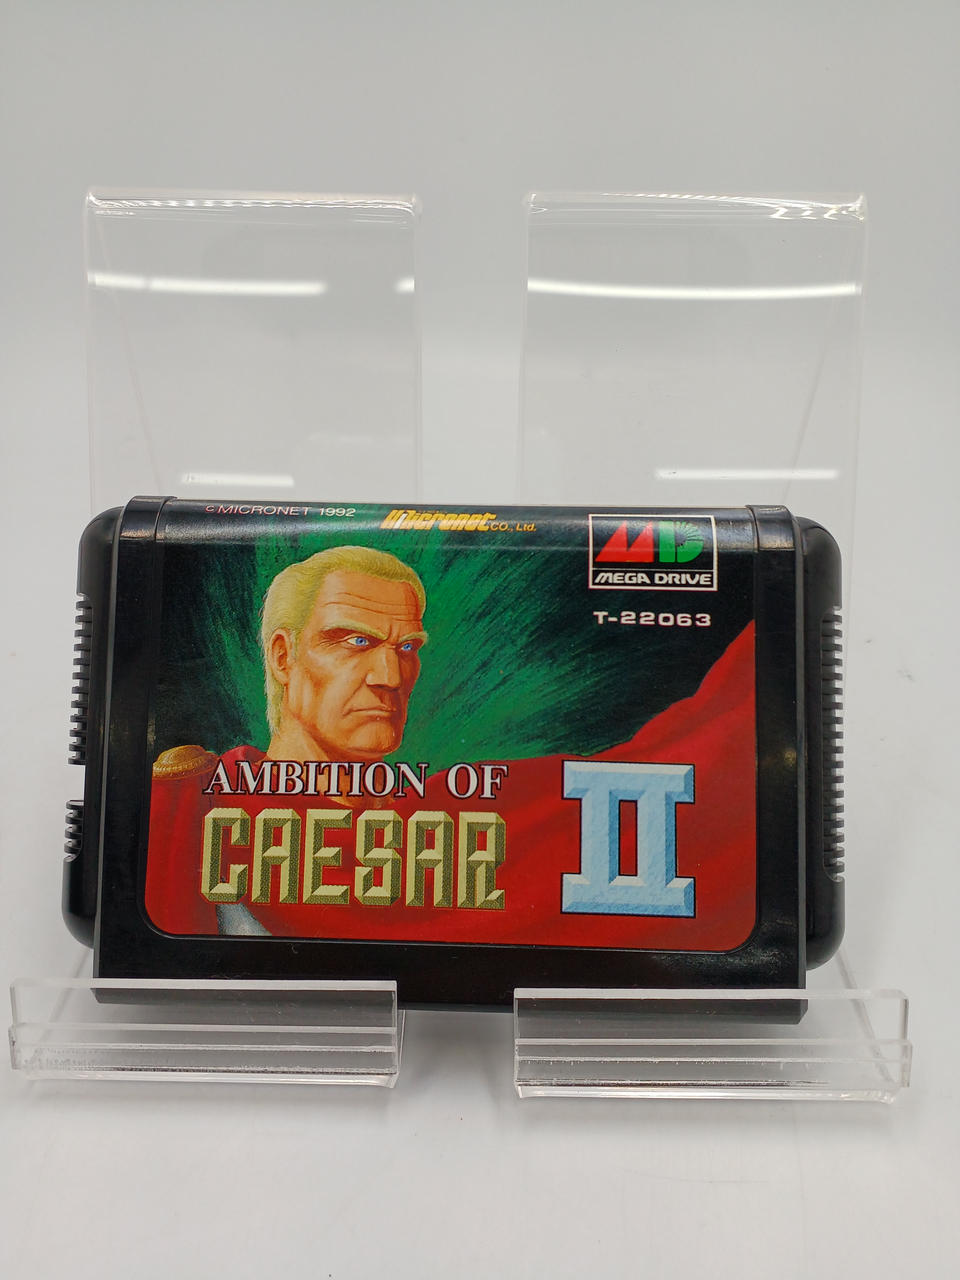 © MICRONET 1992
Micronet CO., Ltd.
MD
MEGA DRIVE
T-22063
AMBITION OF
CAESAR II